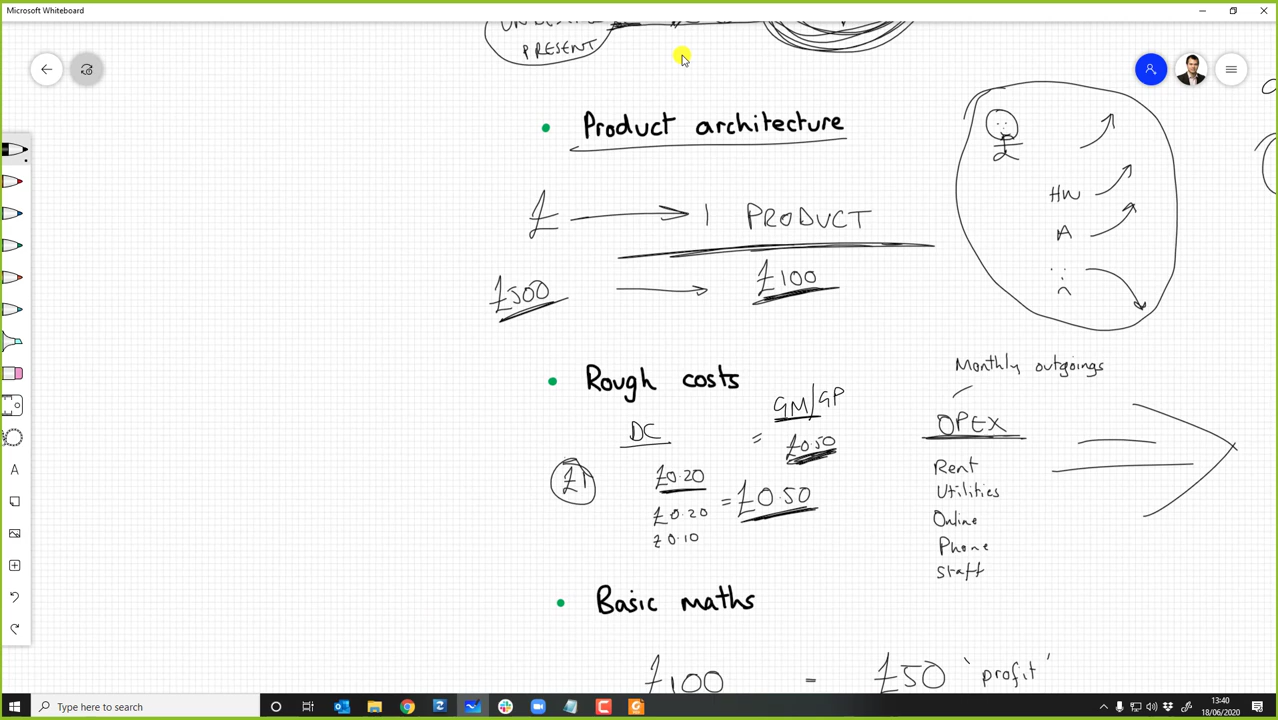 Microsoft Whiteboard
PRESENT
Product architecture
£ 1 PRODUCT
£500 £100
HW
A
Rough costs
Monthly outgoings
GM/GP
DC
= £0.50
OPEX
£1
£0.20
£0.20 = £0.50
£0.10
Rent
Utilities
Online
Phone
Staff
Basic maths
£100 - £50 'profit'
A
Type here to search
13:40
18/06/2020